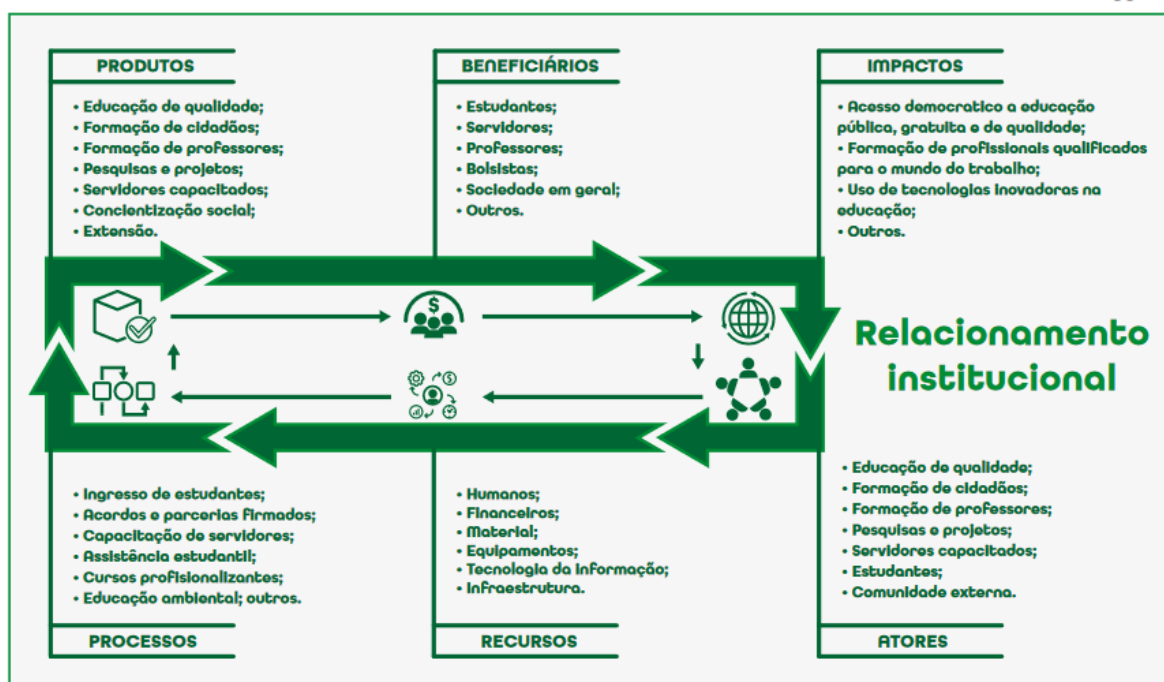 PRODUTOS
• Educação de qualidade;
• Formação de cidadãos;
• Formação de professores;
• Pesquisas e projetos;
• Servidores capacitados;
• Concientização social;
• Extensão.
BENEFICIÁRIOS
• Estudantes;
• Servidores;
• Professores;
• Bolsistas;
• Sociedade em geral;
• Outros.
IMPACTOS
• Acesso democratico a educação
pública, gratuita e de qualidade;
• Formação de profissionais qualificados
para o mundo do trabalho;
• Uso de tecnologias inovadoras na
educação;
• Outros.
$
$
Relacionamento
institucional
• Ingresso de estudantes;
• Acordos e parcerias firmados;
• Capacitação de servidores;
• Assistência estudantil;
• Cursos profisionalizantes;
• Educação ambiental; outros.
PROCESSOS
• Humanos;
• Financeiros;
• Material;
• Equipamentos;
• Tecnologia da informação;
• Infraestrutura.
RECURSOS
• Educação de qualidade;
• Formação de cidadãos;
• Formação de professores;
• Pesquisas e projetos;
• Servidores capacitados;
• Estudantes;
• Comunidade externa.
ATORES